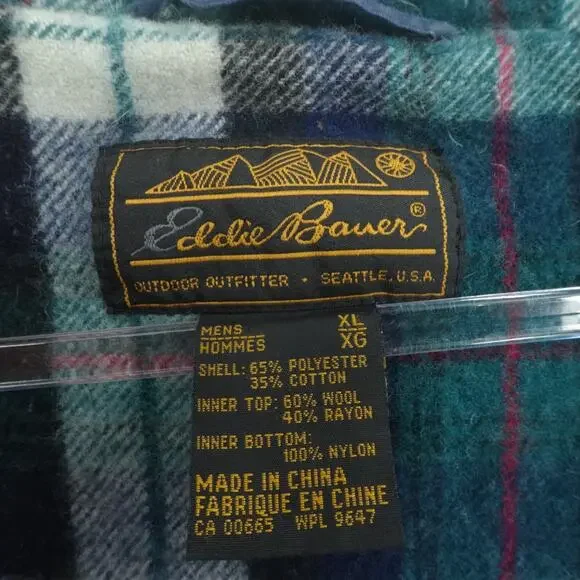 Eddie Bauer®
OUTDOOR OUTFITTER • SEATTLE, U.S.A.
MENS XL
HOMMES XG
SHELL: 65% POLYESTER
35% COTTON
INNER TOP: 60% WOOL
40% RAYON
INNER BOTTOM:
100% NYLON
MADE IN CHINA
FABRIQUE EN CHINE
CA 00665 WPL 9647